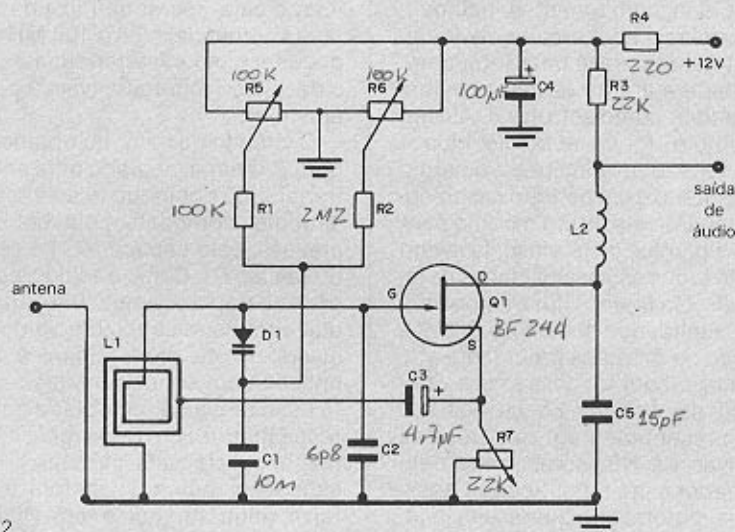 R4
+12V
220
100K
R5
100K
R6
+
100µF
C4
R3
22K
saída
de
áudio
100K
R1
2M2
R2
L2
antena
L1
D1
G
D
S
Q1
BF 244
C3
+
4,7µF
C1
10n
C2
6p8
R7
22K
C5
15pF
2